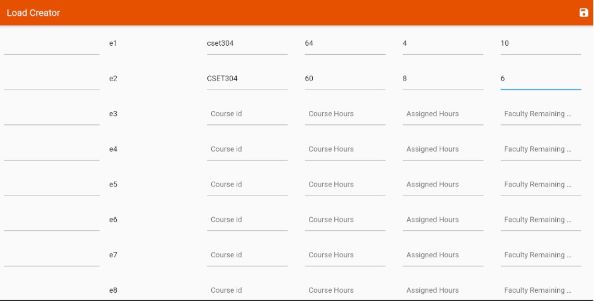 Load Creator
e1 cset304 64 4 10
e2 CSET304 60 8 6
e3 Course id Course Hours Assigned Hours Faculty Remaining ...
e4 Course id Course Hours Assigned Hours Faculty Remaining ...
e5 Course id Course Hours Assigned Hours Faculty Remaining ...
e6 Course id Course Hours Assigned Hours Faculty Remaining ...
e7 Course id Course Hours Assigned Hours Faculty Remaining ...
e8 Course id Course Hours Assigned Hours Faculty Remaining ...